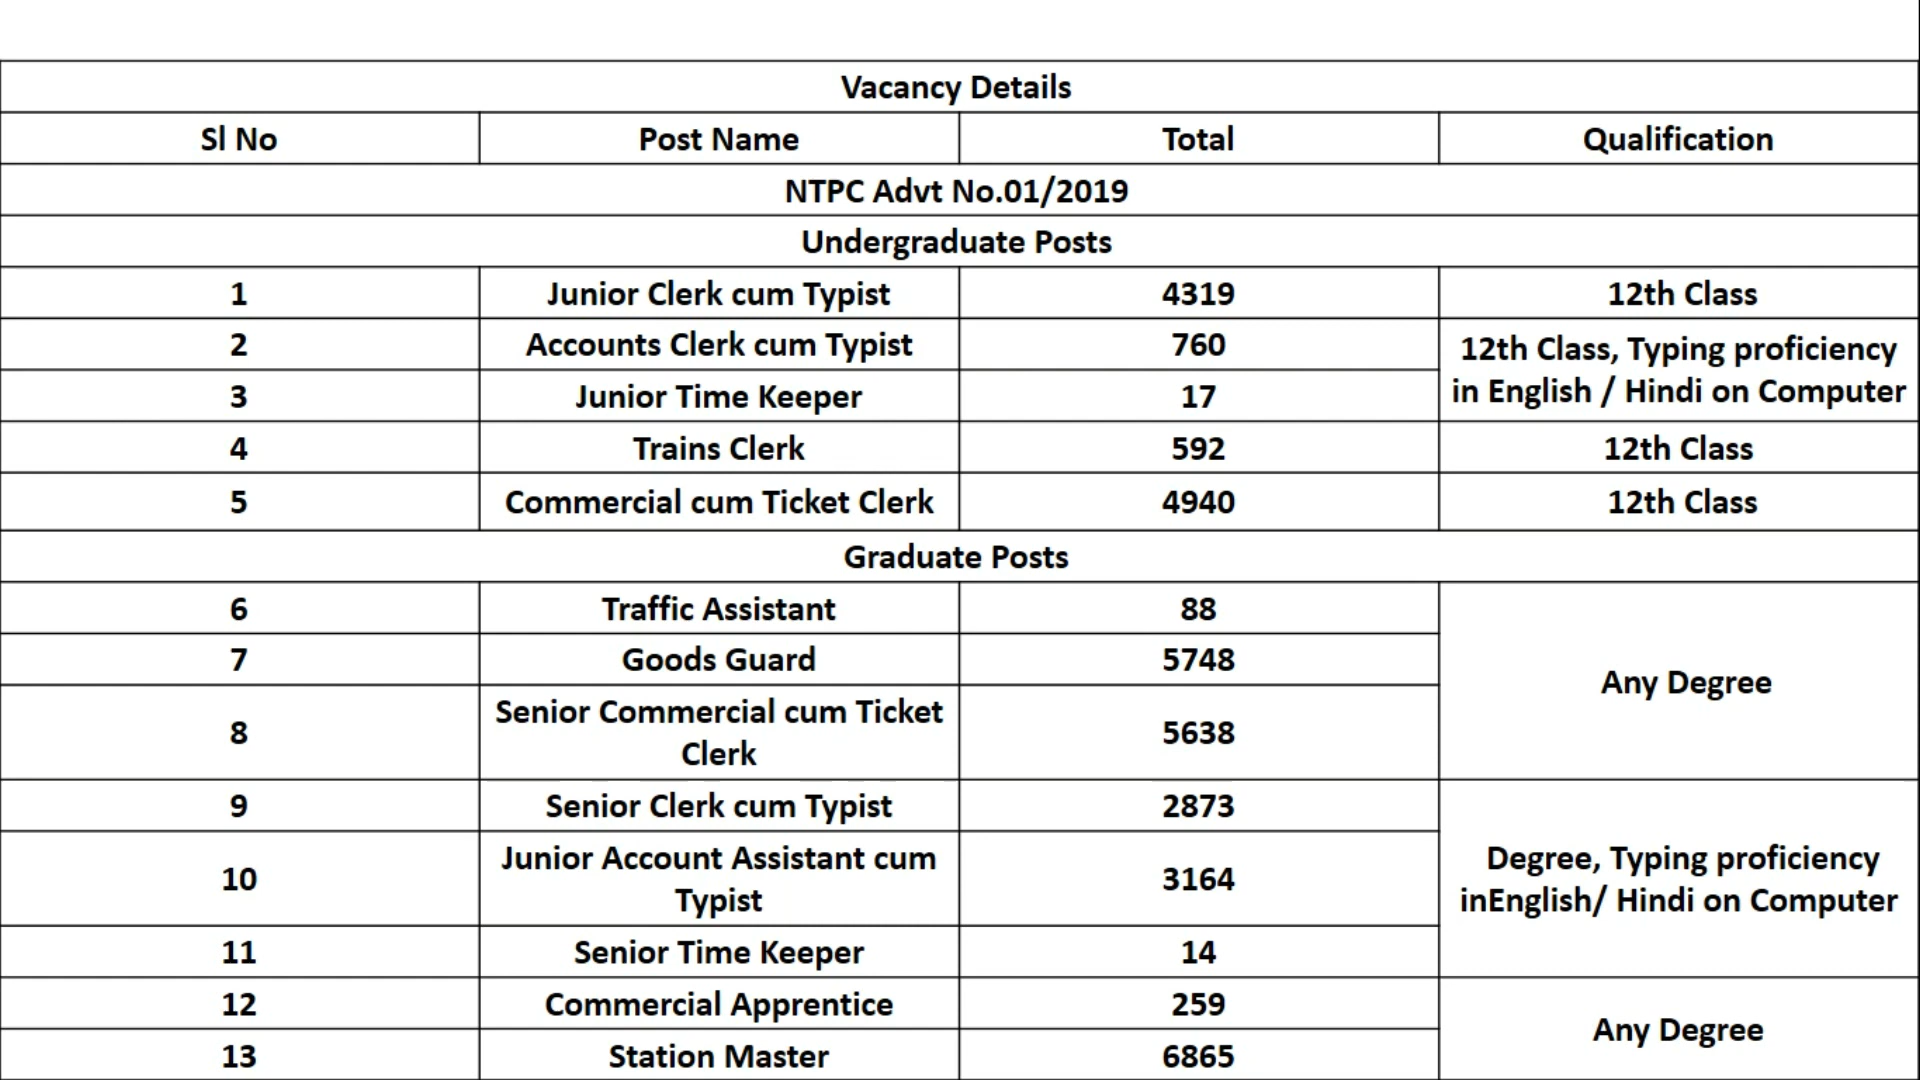 Vacancy Details
Sl No Post Name Total Qualification
NTPC Advt No.01/2019
Undergraduate Posts
1 Junior Clerk cum Typist 4319 12th Class
2 Accounts Clerk cum Typist 760 12th Class, Typing proficiency
3 Junior Time Keeper 17 in English / Hindi on Computer
4 Trains Clerk 592 12th Class
5 Commercial cum Ticket Clerk 4940 12th Class
Graduate Posts
6 Traffic Assistant 88
7 Goods Guard 5748 Any Degree
8 Senior Commercial cum Ticket
Clerk 5638
9 Senior Clerk cum Typist 2873
10 Junior Account Assistant cum
Typist 3164 Degree, Typing proficiency
inEnglish/ Hindi on Computer
11 Senior Time Keeper 14
12 Commercial Apprentice 259 Any Degree
13 Station Master 6865